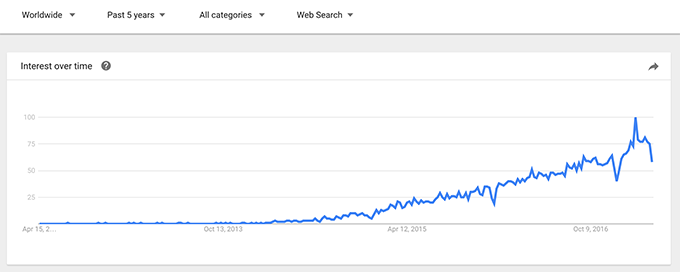 Worldwide Past 5 years All categories Web Search
Interest over time ?
100
75
50
25
Apr 15, 2... Oct 13, 2013 Apr 12, 2015 Oct 9, 2016